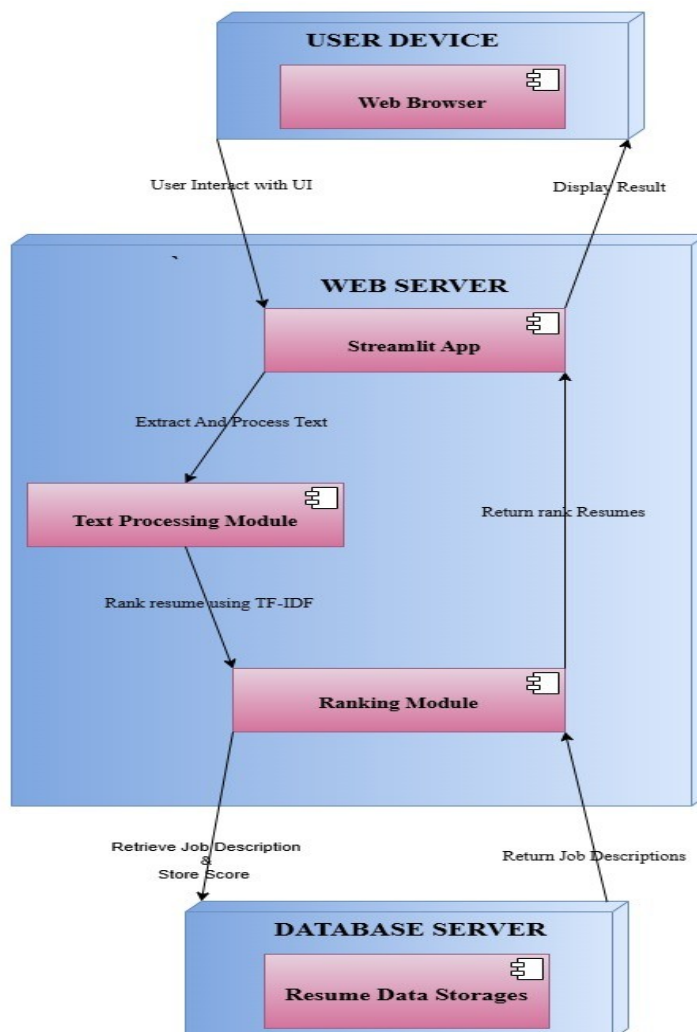 USER DEVICE
Web Browser
User Interact with UI
Display Result
`
WEB SERVER
Streamlit App
Extract And Process Text
Text Processing Module
Return rank Resumes
Rank resume using TF-IDF
Ranking Module
Retrieve Job Description
&
Store Score
Return Job Descriptions
DATABASE SERVER
Resume Data Storages